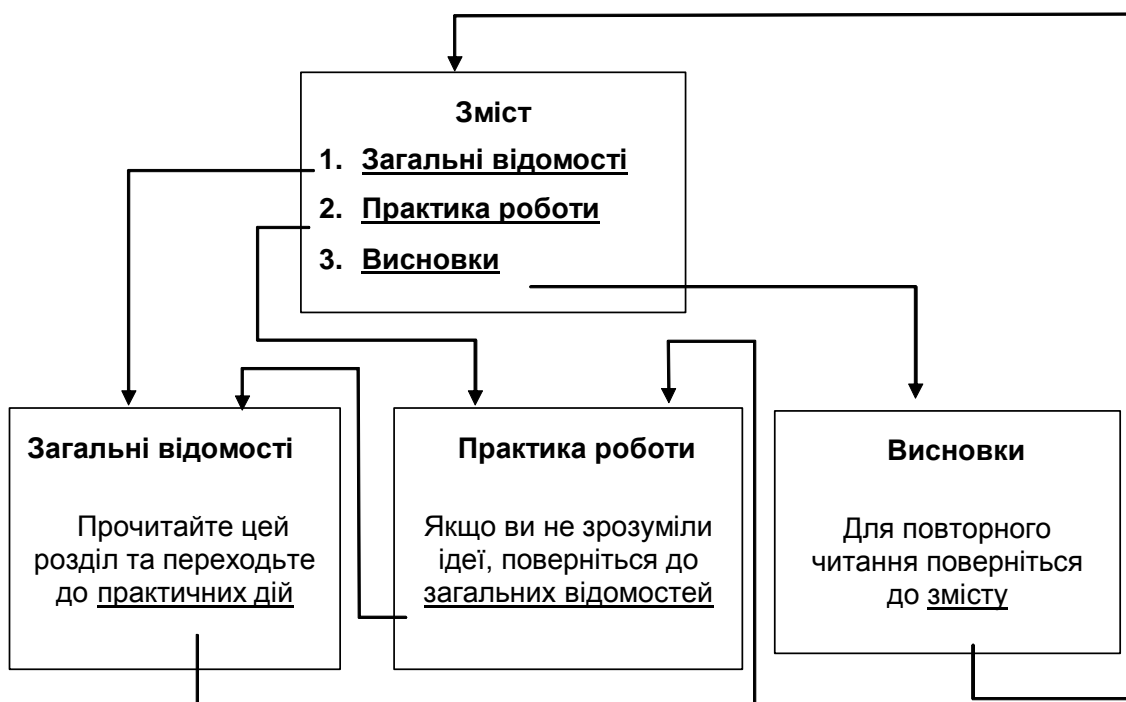 Зміст
1. Загальні відомості
2. Практика роботи
3. Висновки
Загальні відомості
Прочитайте цей
розділ та переходьте
до практичних дій
Практика роботи
Якщо ви не зрозуміли
ідеї, поверніться до
загальних відомостей
Висновки
Для повторного
читання поверніться
до змісту